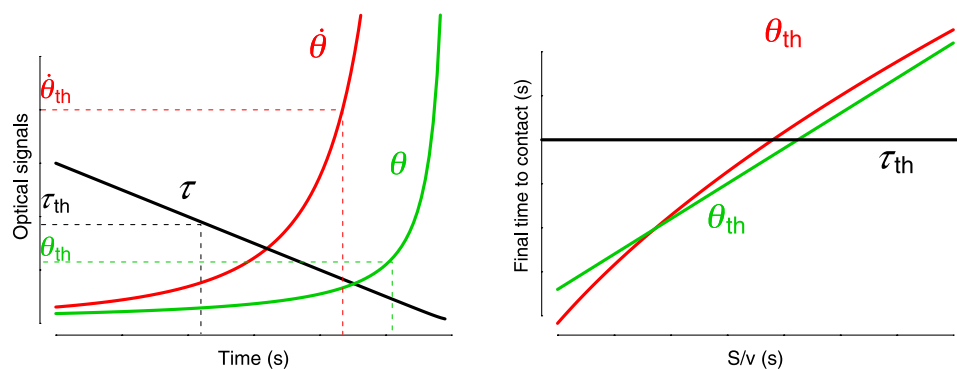 θ̇
θ̇th
τth
τ
θ
θth
Optical signals
Time (s)
θth
τth
θth
Final time to contact (s)
S/v (s)